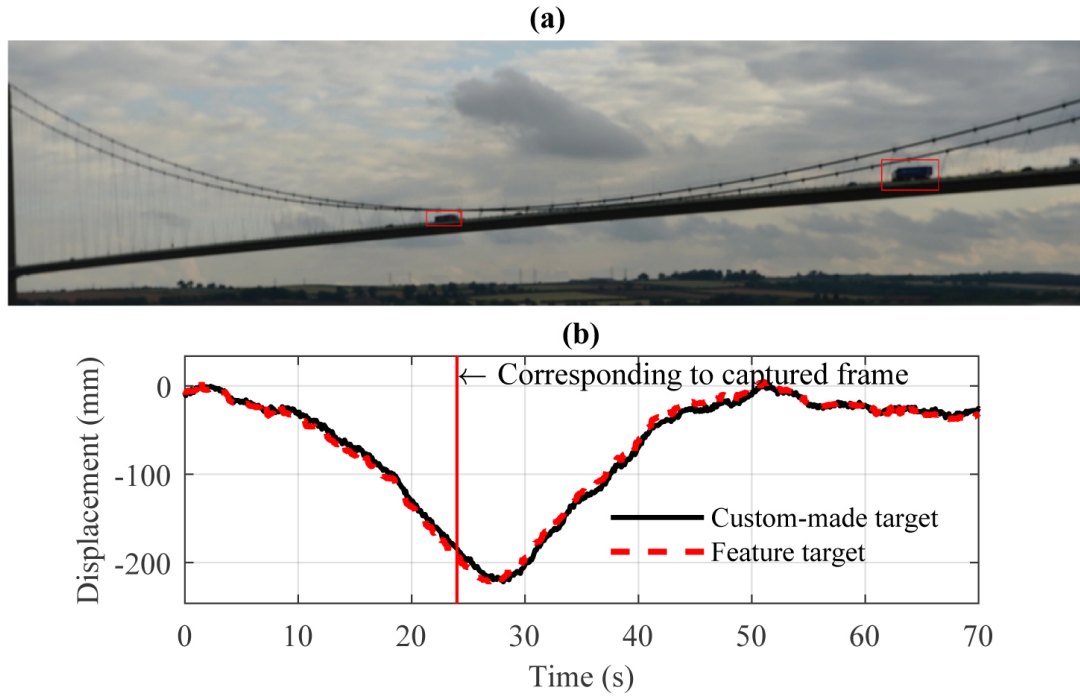 (a)
(b)
← Corresponding to captured frame
Displacement (mm)
0
-100
-200
Custom-made target
Feature target
0 10 20 30 40 50 60 70
Time (s)